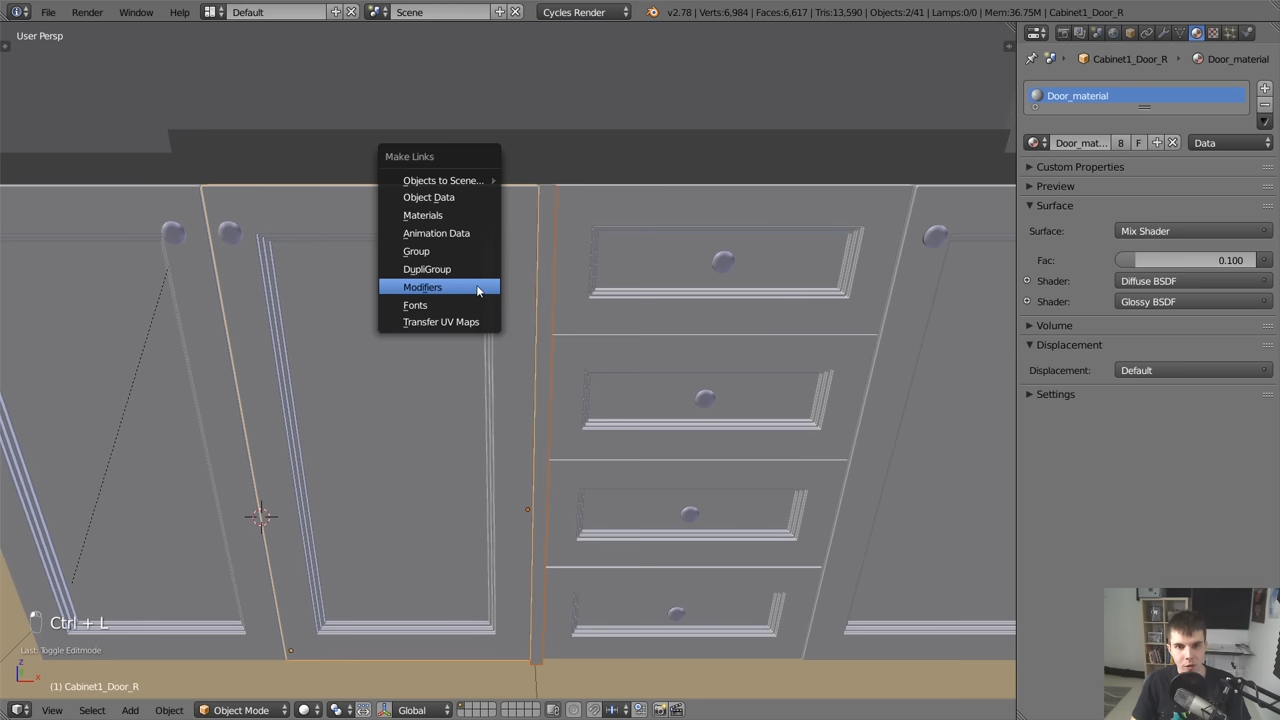 File Render Window Help Default Scene Cycles Render v2.78 | Verts:6,984 | Faces:6,617 | Tris:13,590 | Objects:2/41 | Lamps:0/0 | Mem:36.75M | Cabinet1_Door_R
User Persp
Cabinet1_Door_R Door_material
Door_material
Door_mat... 8 F Data
Custom Properties
Preview
Surface
Surface: Mix Shader
Fac: 0.100
Shader: Diffuse BSDF
Shader: Glossy BSDF
Volume
Displacement
Displacement: Default
Settings
Make Links
Objects to Scene...
Object Data
Materials
Animation Data
Group
DupliGroup
Modifiers
Fonts
Transfer UV Maps
Ctrl + L
Last: Toggle Editmode
z
x
(1) Cabinet1_Door_R
View Select Add Object Object Mode Global